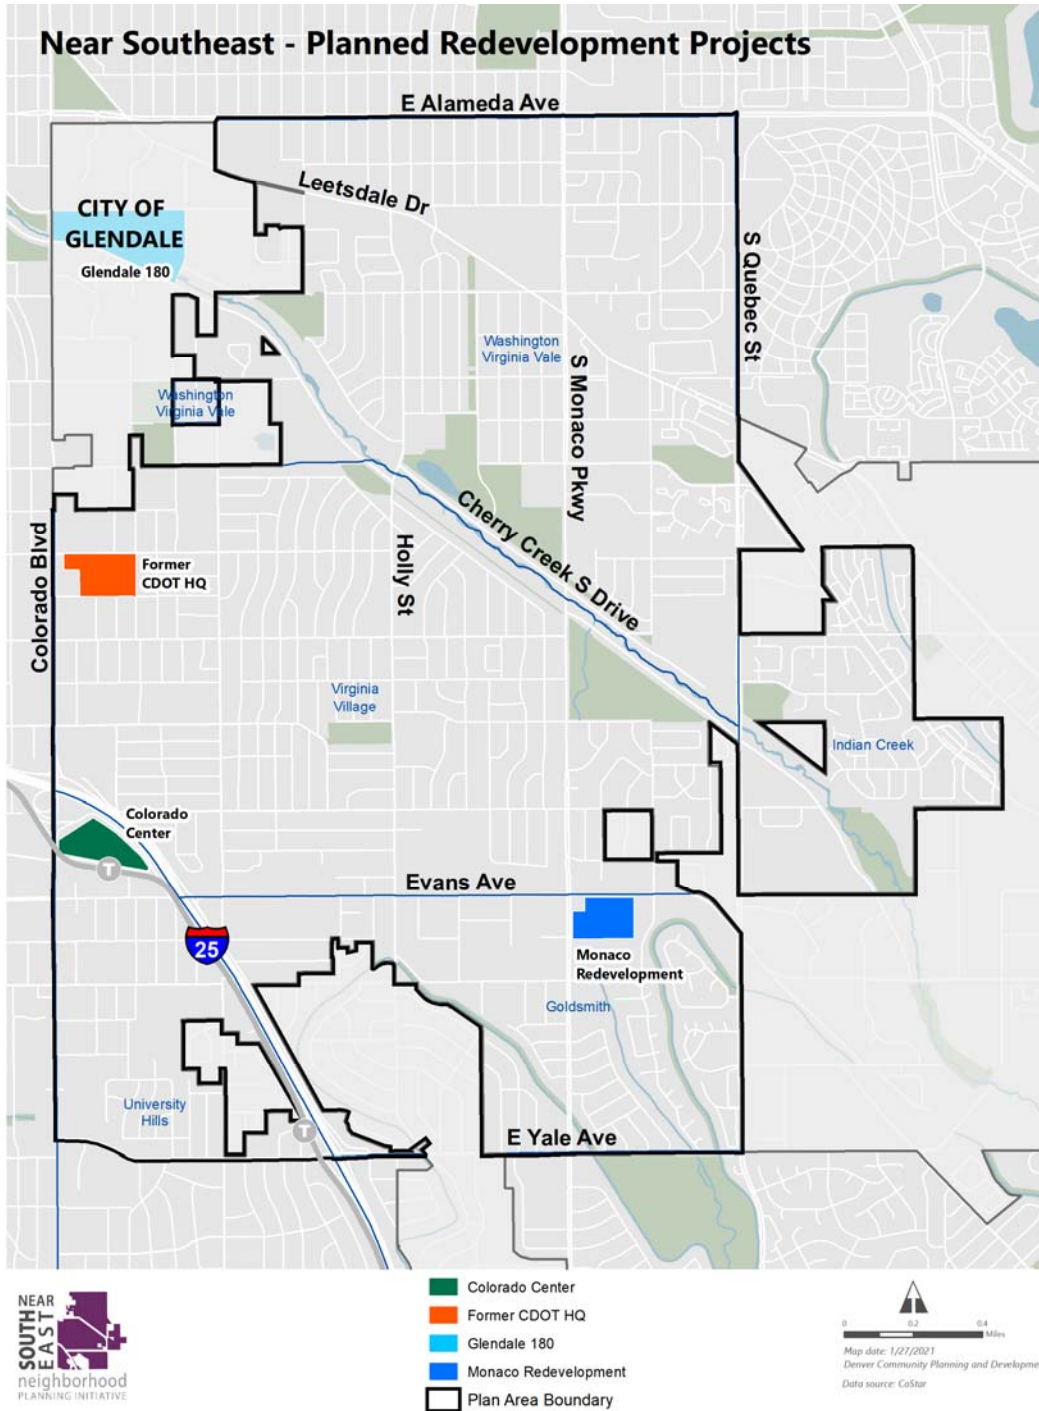 Near Southeast - Planned Redevelopment Projects
E Alameda Ave
Leetsdale Dr
CITY OF
GLENDALE
Glendale 180
S Quebec St
Washington
Virginia Vale
S Monaco Pkwy
Washington
Virginia Vale
Cherry Creek S Drive
Colorado Blvd
Holly St
Former
CDOT HQ
Virginia
Village
Indian Creek
Colorado
Center
T
Evans Ave
25
Monaco
Redevelopment
Goldsmith
University
Hills
T
E Yale Ave
NEAR
SOUTH
EAST
neighborhood
PLANNING INITIATIVE
Colorado Center
Former CDOT HQ
Glendale 180
Monaco Redevelopment
Plan Area Boundary
0 0.2 0.4
Miles
Map date: 1/27/2021
Denver Community Planning and Developme
Data source: CoStar